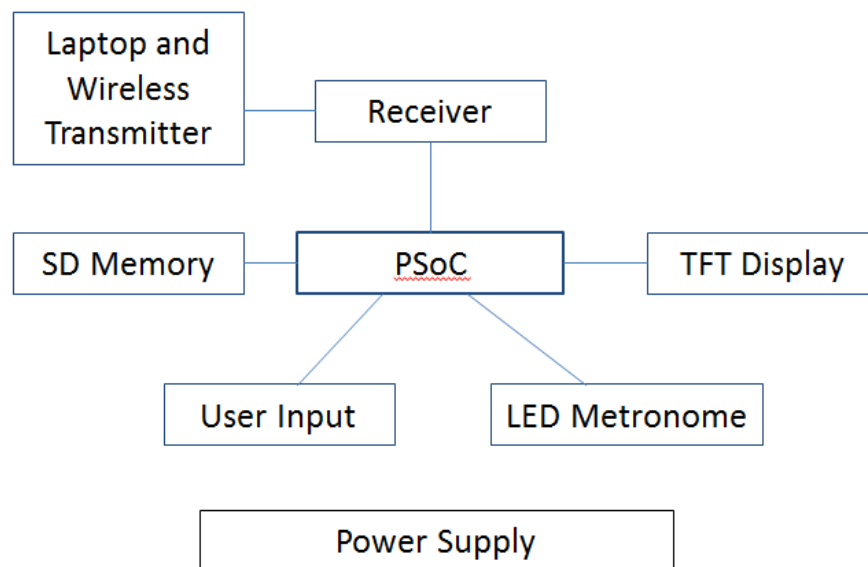 Laptop and
Wireless
Transmitter
Receiver
SD Memory
PSoC
TFT Display
User Input
LED Metronome
Power Supply